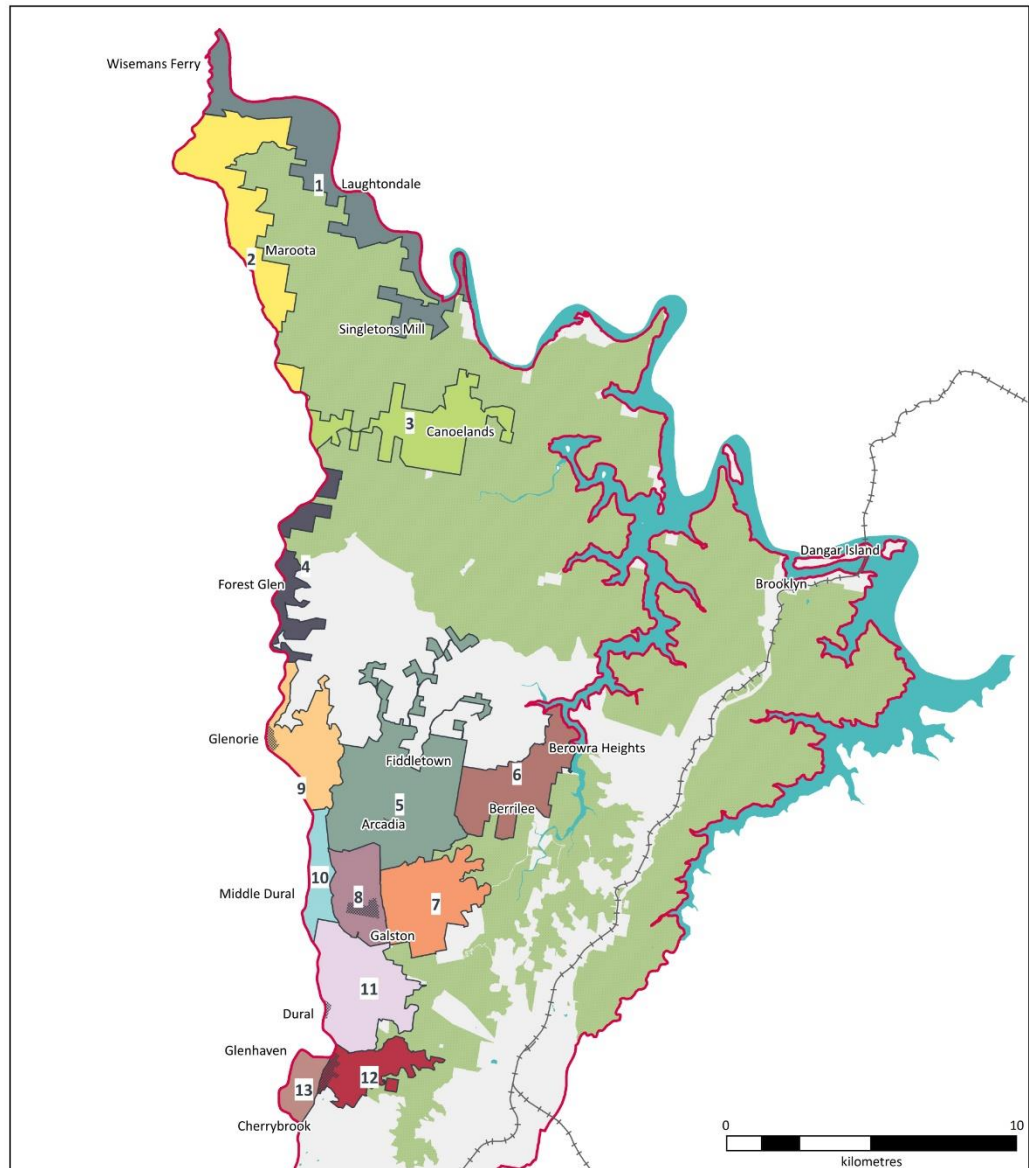 Wisemans Ferry
1
Laughtondale
Maroota
2
Singletons Mill
3
Canoelands
Dangar Island
Forest Glen
4
Brooklyn
Glenorie
Fiddletown
Berowra Heights
6
9
5
Berrilee
Arcadia
Middle Dural
10
8
7
Galston
11
Dural
Glenhaven
12
13
Cherrybrook
0
10
kilometres